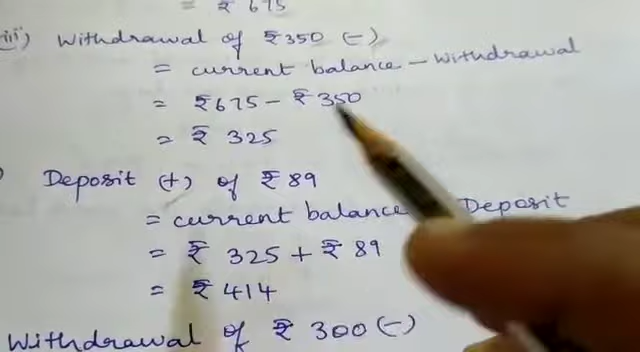 = ₹ 675
iii) Withdrawal of ₹350 (-)
= current balance - withdrawal
= ₹675 - ₹350
= ₹ 325
) Deposit (+) of ₹89
= current balance Deposit
= ₹ 325 + ₹ 89
= ₹ 414
Withdrawal of ₹ 300 (-)